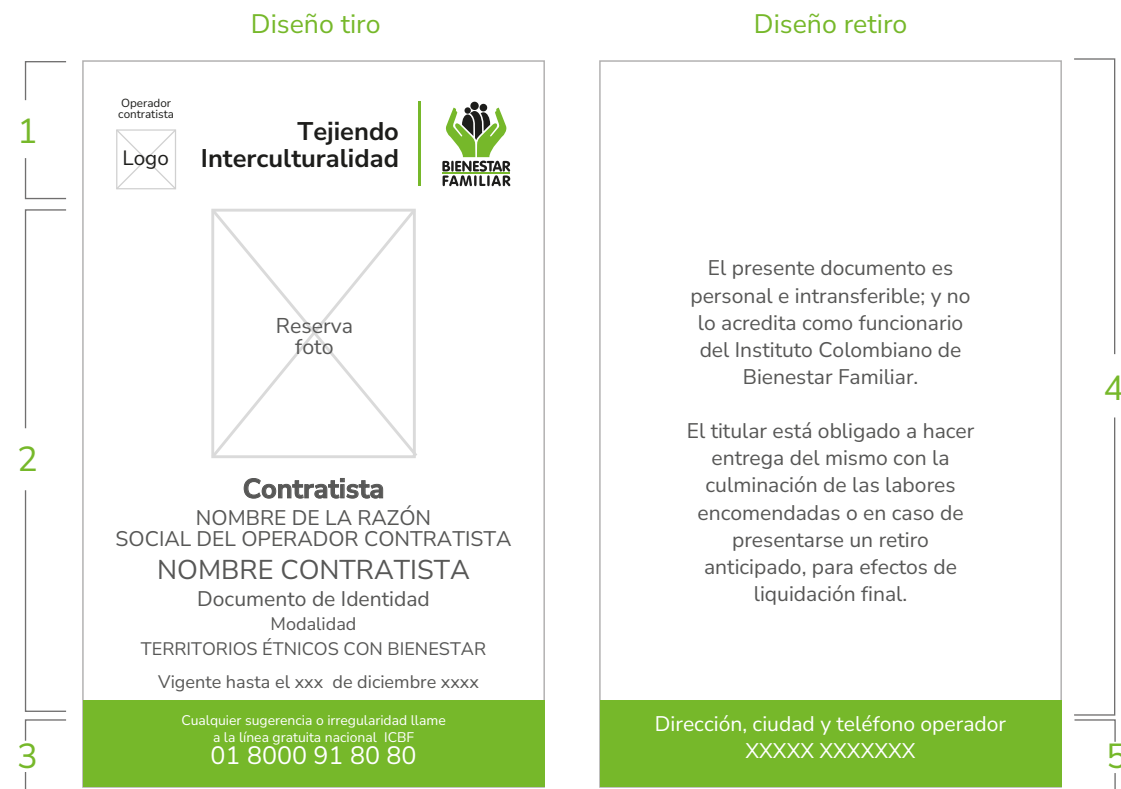 Diseño tiro
1
Operador
contratista
Logo
Tejiendo
Interculturalidad
BIENESTAR
FAMILIAR
2
Reserva
foto
Contratista
NOMBRE DE LA RAZÓN
SOCIAL DEL OPERADOR CONTRATISTA
NOMBRE CONTRATISTA
Documento de Identidad
Modalidad
TERRITORIOS ÉTNICOS CON BIENESTAR
Vigente hasta el xxx de diciembre xxxx
3
Cualquier sugerencia o irregularidad llame
a la línea gratuita nacional ICBF
01 8000 91 80 80
Diseño retiro
El presente documento es
personal e intransferible; y no
lo acredita como funcionario
del Instituto Colombiano de
Bienestar Familiar.
El titular está obligado a hacer
entrega del mismo con la
culminación de las labores
encomendadas o en caso de
presentarse un retiro
anticipado, para efectos de
liquidación final.
4
Dirección, ciudad y teléfono operador
XXXXX XXXXXXX
5